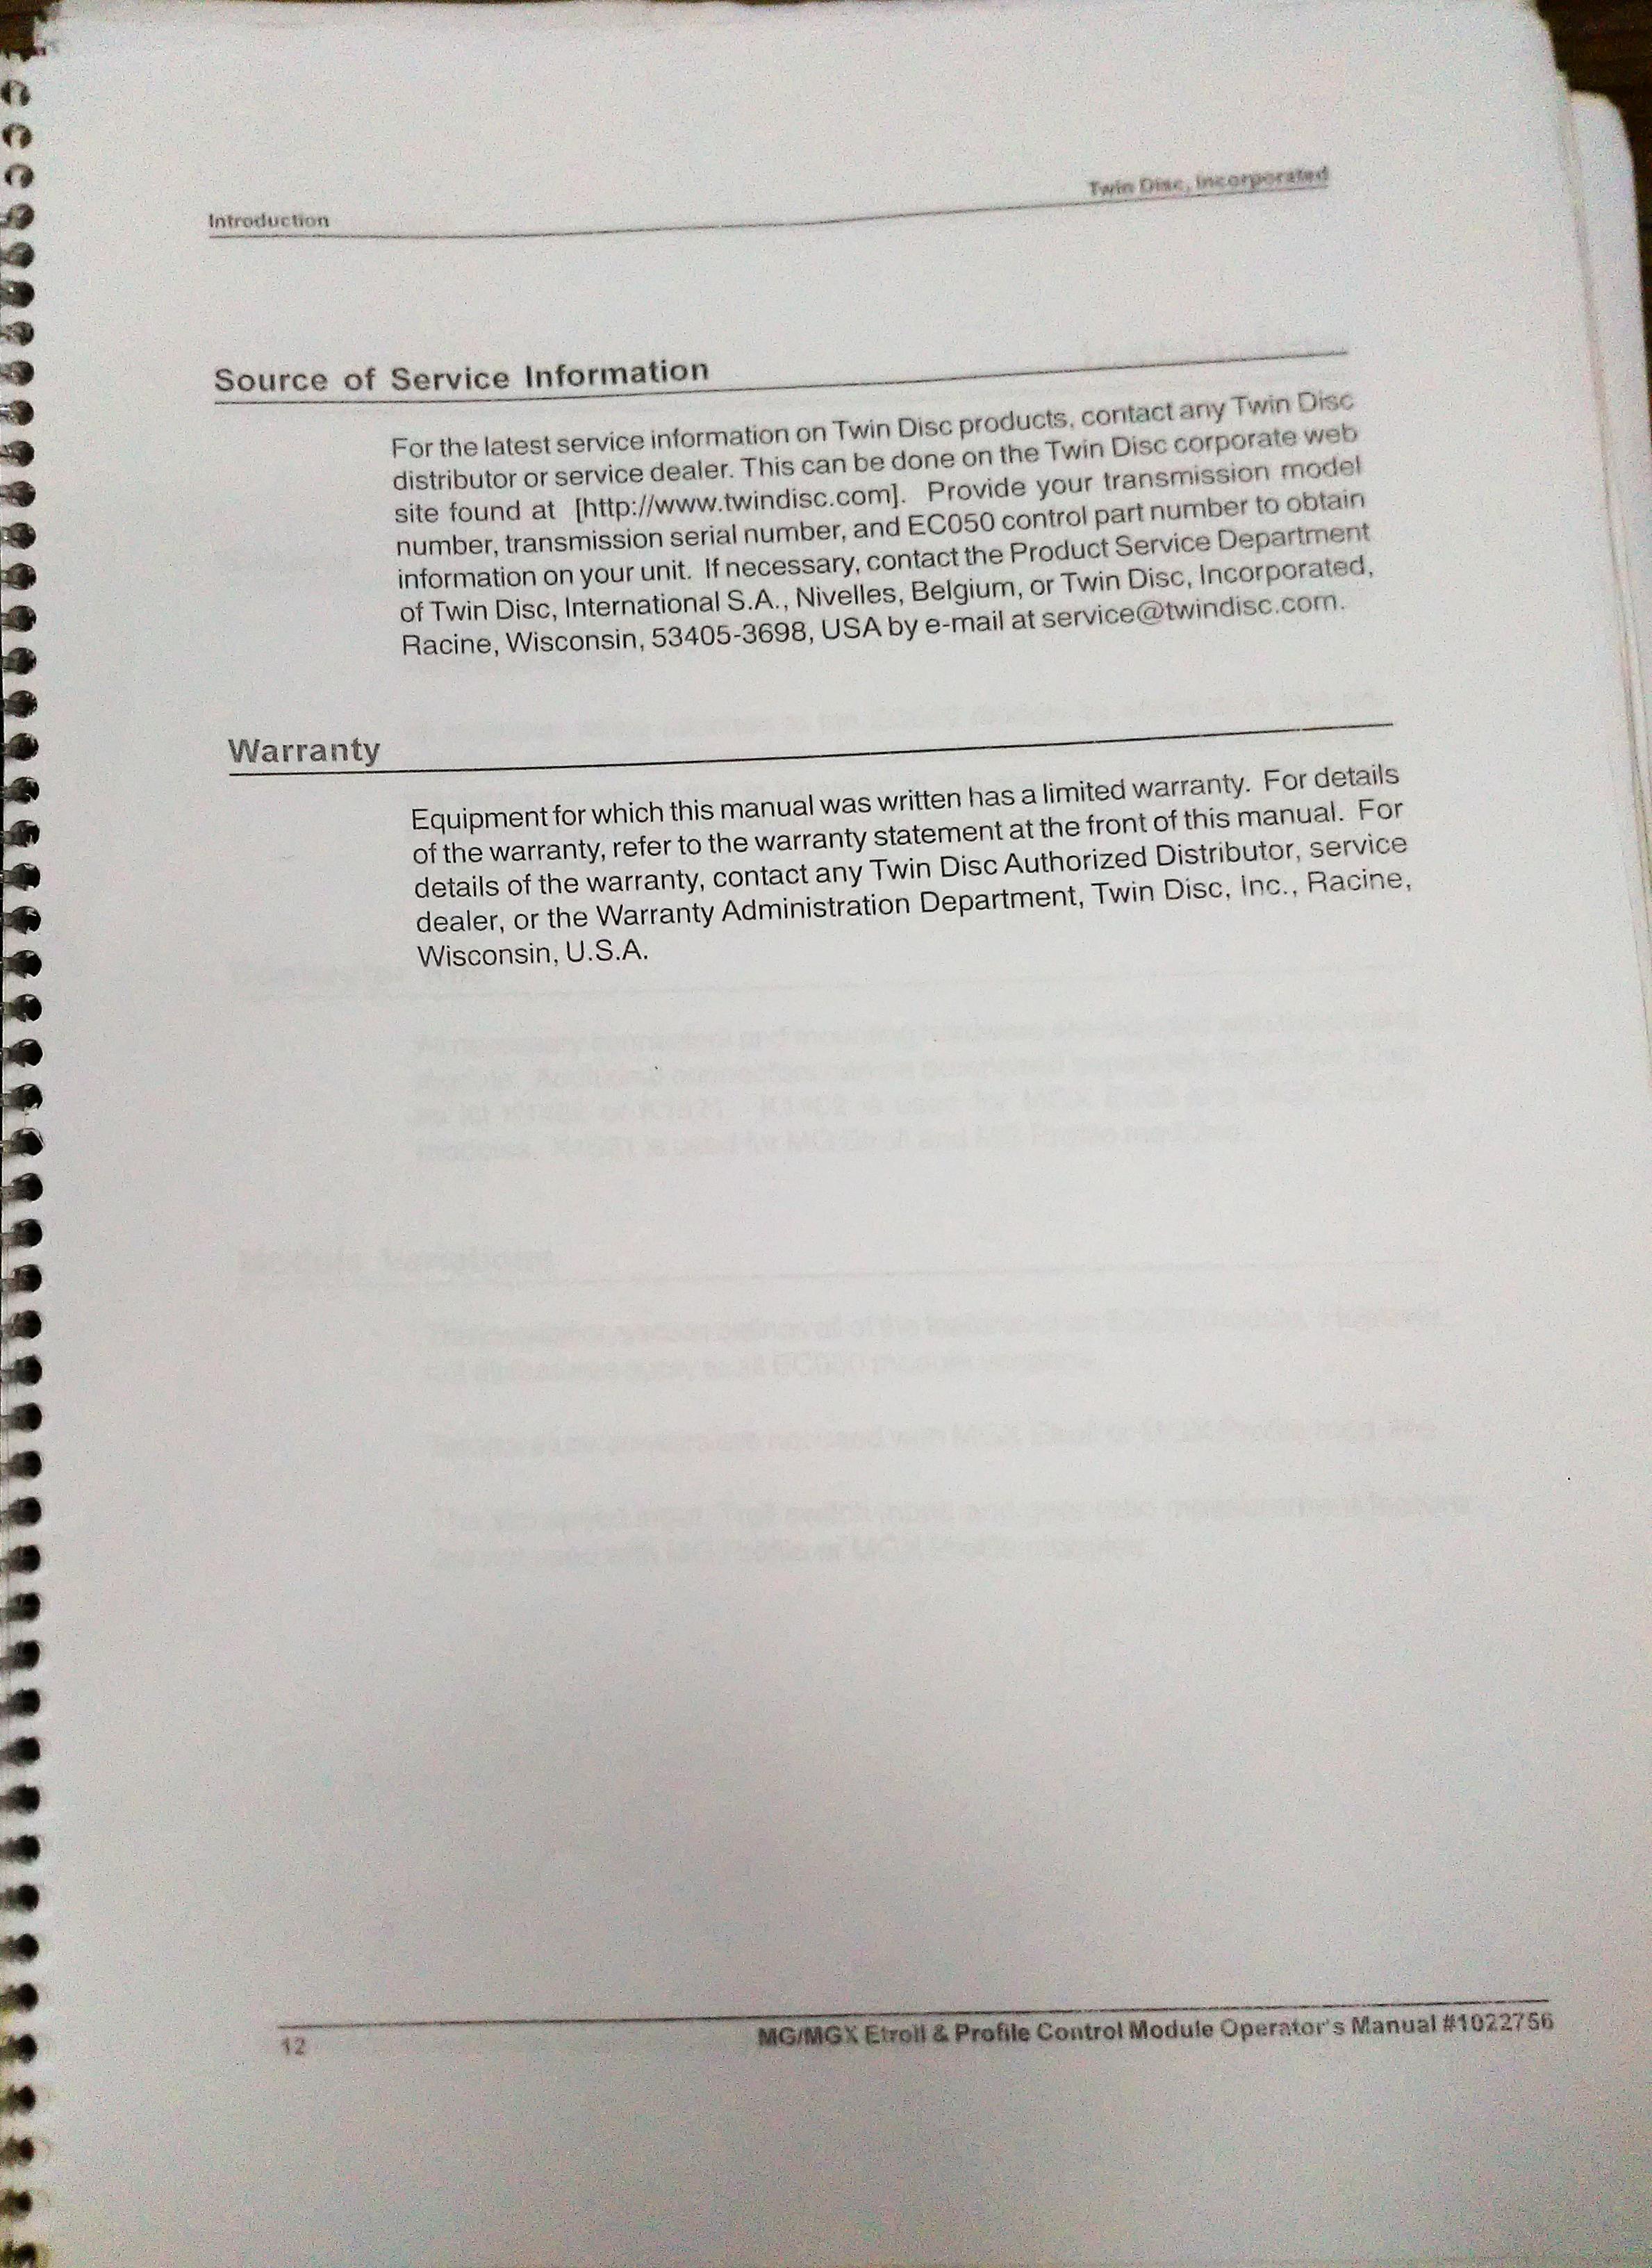 Introduction
Twin Disc, Incorporated
Source of Service Information
For the latest service information on Twin Disc products, contact any Twin Disc
distributor or service dealer. This can be done on the Twin Disc corporate web
site found at [http://www.twindisc.com]. Provide your transmission model
number, transmission serial number, and EC050 control part number to obtain
information on your unit. If necessary, contact the Product Service Department
of Twin Disc, International S.A., Nivelles, Belgium, or Twin Disc, Incorporated,
Racine, Wisconsin, 53405-3698, USA by e-mail at service@twindisc.com.
Warranty
Equipment for which this manual was written has a limited warranty. For details
of the warranty, refer to the warranty statement at the front of this manual. For
details of the warranty, contact any Twin Disc Authorized Distributor, service
dealer, or the Warranty Administration Department, Twin Disc, Inc., Racine,
Wisconsin, U.S.A.
12
MG/MGX Etroll & Profile Control Module Operator's Manual #1022756